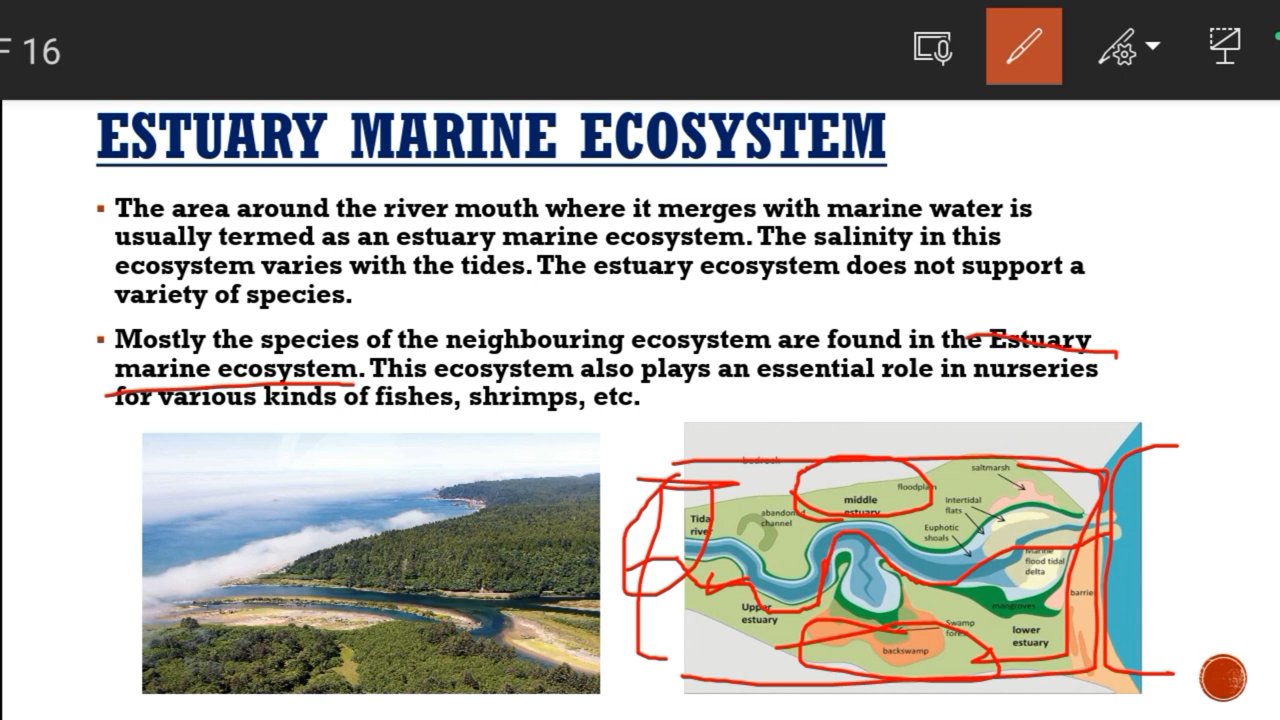 F 16
ESTUARY MARINE ECOSYSTEM
▪ The area around the river mouth where it merges with marine water is
usually termed as an estuary marine ecosystem. The salinity in this
ecosystem varies with the tides. The estuary ecosystem does not support a
variety of species.
▪ Mostly the species of the neighbouring ecosystem are found in the Estuary
marine ecosystem. This ecosystem also plays an essential role in nurseries
for various kinds of fishes, shrimps, etc.
bedrock
saltmarsh
floodplain
middle
estuary
Intertidal
flats
abandoned
channel
Tidal
river
Euphotic
shoals
Marine
flood tidal
delta
barrier
mangroves
Upper
estuary
Swamp
forest
lower
estuary
backswamp